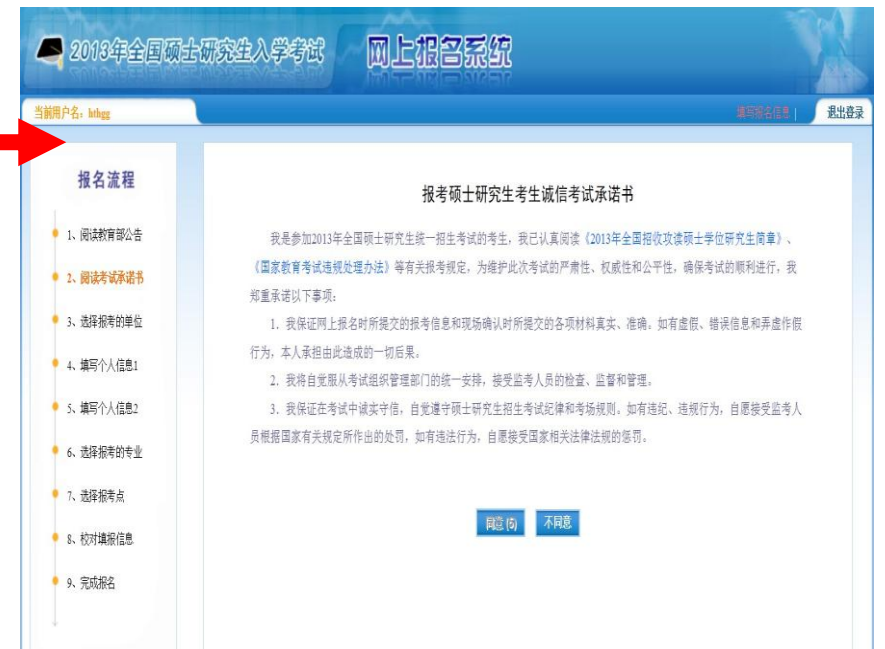 2013年全国硕士研究生入学考试 网上报名系统
当前用户名：hthgg 填写报名信息 | 退出登录
报名流程
1、阅读教育部公告
2、阅读考试承诺书
3、选择报考的单位
4、填写个人信息1
5、填写个人信息2
6、选择报考的专业
7、选择报考点
8、校对填报信息
9、完成报名
报考硕士研究生考生诚信考试承诺书
我是参加2013年全国硕士研究生统一招生考试的考生，我已认真阅读《2013年全国招收攻读硕士学位研究生简章》、
《国家教育考试违规处理办法》等有关报考规定，为维护此次考试的严肃性、权威性和公平性，确保考试的顺利进行，我
郑重承诺以下事项：
1. 我保证网上报名时所提交的报考信息和现场确认时所提交的各项材料真实、准确。如有虚假、错误信息和弄虚作假
行为，本人承担由此造成的一切后果。
2. 我将自觉服从考试组织管理部门的统一安排，接受监考人员的检查、监督和管理。
3. 我保证在考试中诚实守信，自觉遵守硕士研究生招生考试纪律和考场规则。如有违纪、违规行为，自愿接受监考人
员根据国家有关规定所作出的处罚，如有违法行为，自愿接受国家相关法律法规的惩罚。
同意(5) 不同意